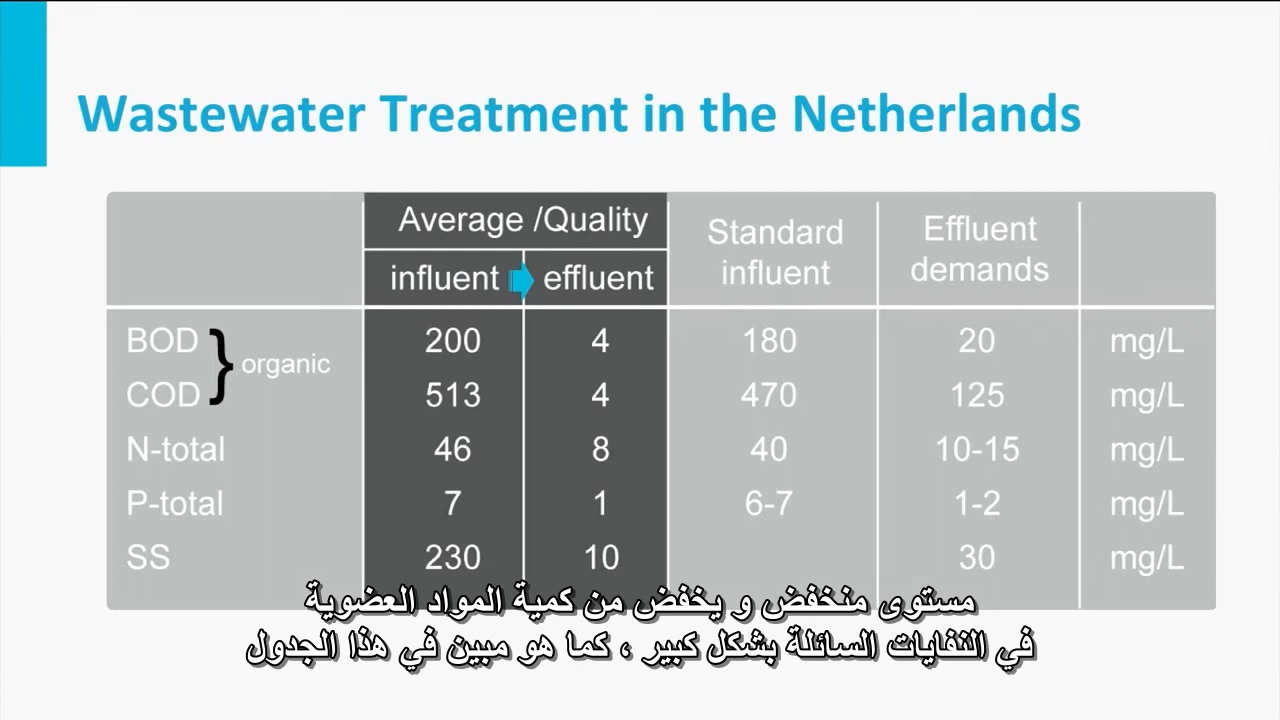 Wastewater Treatment in the Netherlands
Average /Quality
Standard influent
Effluent demands
influent effluent
BOD 200 4 180 20 mg/L
organic
COD 513 4 470 125 mg/L
N-total 46 8 40 10-15 mg/L
P-total 7 1 6-7 1-2 mg/L
SS 230 10 30 mg/L
مستوى منخفض و يخفض من كمية المواد العضوية
في النفايات السائلة بشكل كبير ، كما هو مبين في هذا الجدول